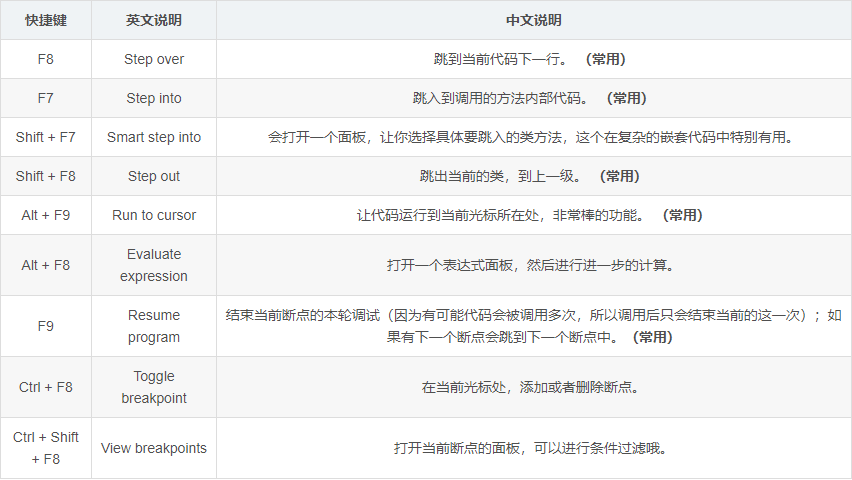 快捷键 英文说明 中文说明
F8 Step over 跳到当前代码下一行。 （常用）
F7 Step into 跳入到调用的方法内部代码。 （常用）
Shift + F7 Smart step into 会打开一个面板，让你选择具体要跳入的类方法，这个在复杂的嵌套代码中特别有用。
Shift + F8 Step out 跳出当前的类，到上一级。 （常用）
Alt + F9 Run to cursor 让代码运行到当前光标所在处，非常棒的功能。 （常用）
Alt + F8
Evaluate
expression
打开一个表达式面板，然后进行进一步的计算。
F9
Resume
program
结束当前断点的本轮调试（因为有可能代码会被调用多次，所以调用后只会结束当前的这一次）；如
果有下一个断点会跳到下一个断点中。（常用）
Ctrl + F8
Toggle
breakpoint
在当前光标处，添加或者删除断点。
Ctrl + Shift
+ F8
View breakpoints
打开当前断点的面板，可以进行条件过滤哦。